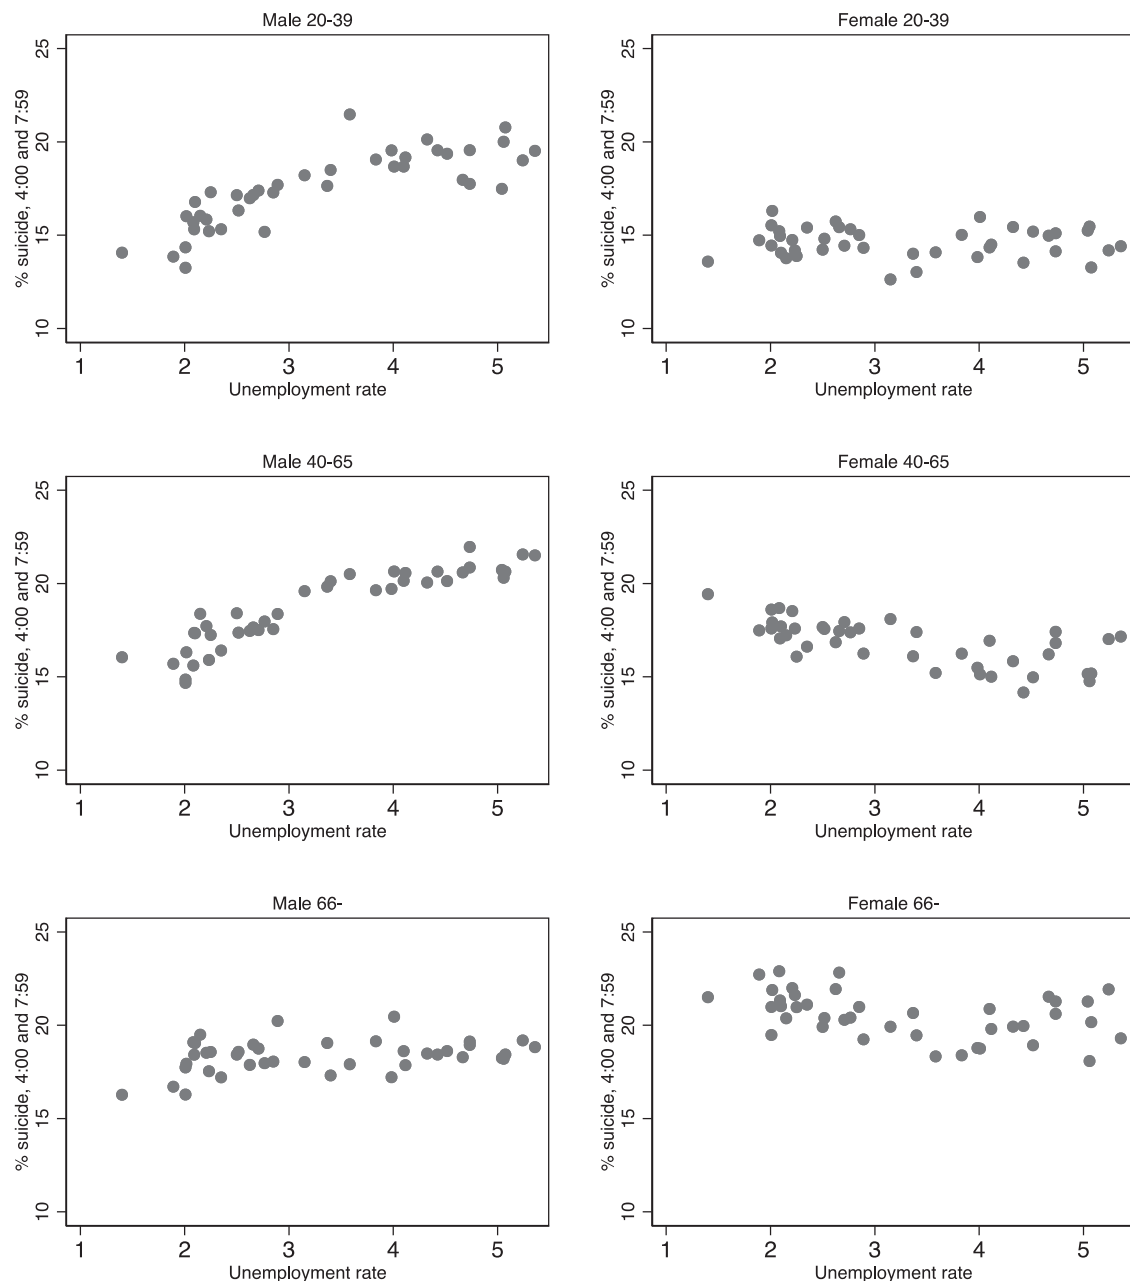 Male 20-39
% suicide, 4:00 and 7:59
25
20
15
10
1 2 3 4 5
Unemployment rate
Female 20-39
% suicide, 4:00 and 7:59
25
20
15
10
1 2 3 4 5
Unemployment rate
Male 40-65
% suicide, 4:00 and 7:59
25
20
15
10
1 2 3 4 5
Unemployment rate
Female 40-65
% suicide, 4:00 and 7:59
25
20
15
10
1 2 3 4 5
Unemployment rate
Male 66-
% suicide, 4:00 and 7:59
25
20
15
10
1 2 3 4 5
Unemployment rate
Female 66-
% suicide, 4:00 and 7:59
25
20
15
10
1 2 3 4 5
Unemployment rate